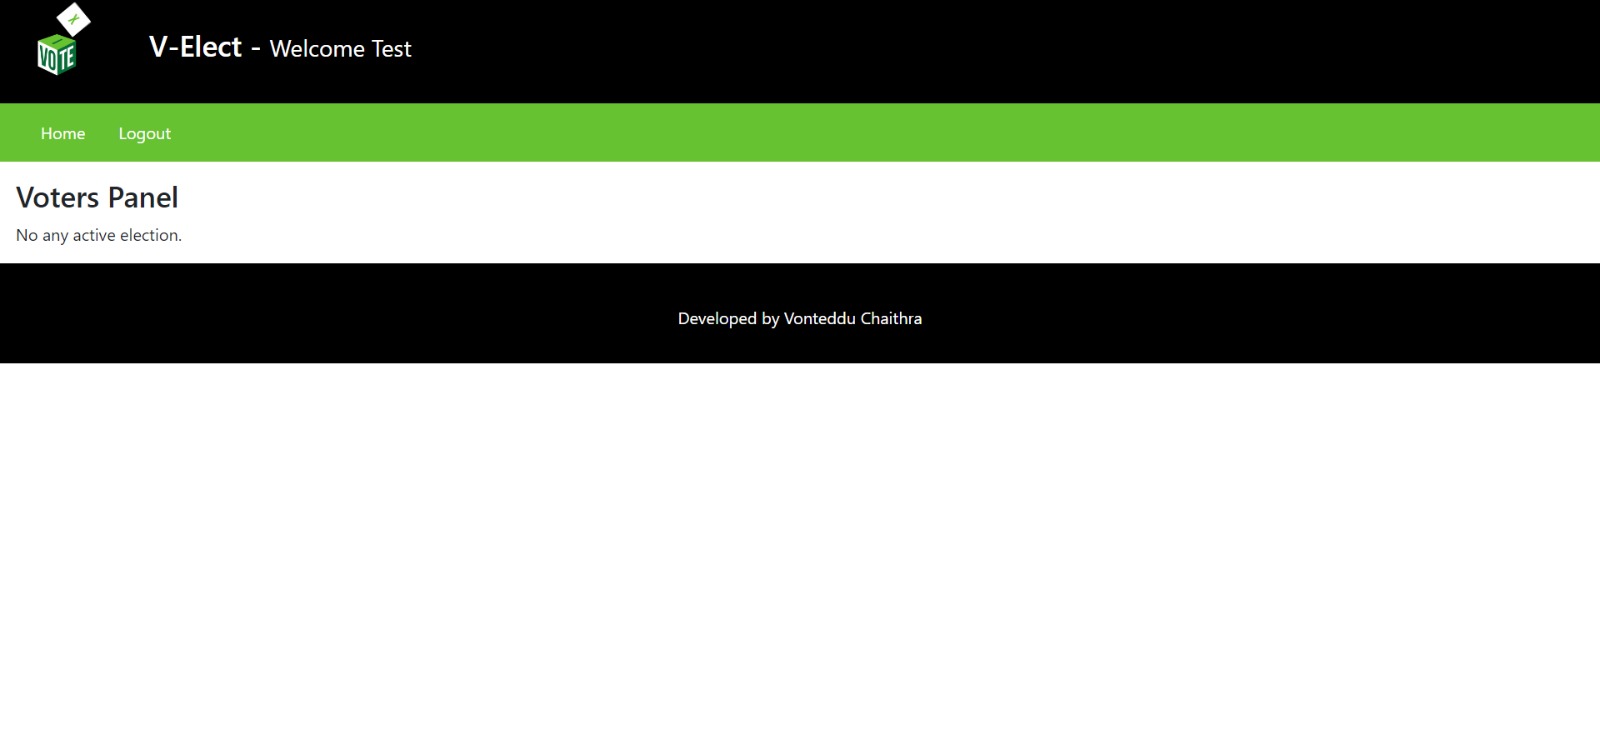 X
VOTE
V-Elect - Welcome Test
Home Logout
Voters Panel
No any active election.
Developed by Vonteddu Chaithra